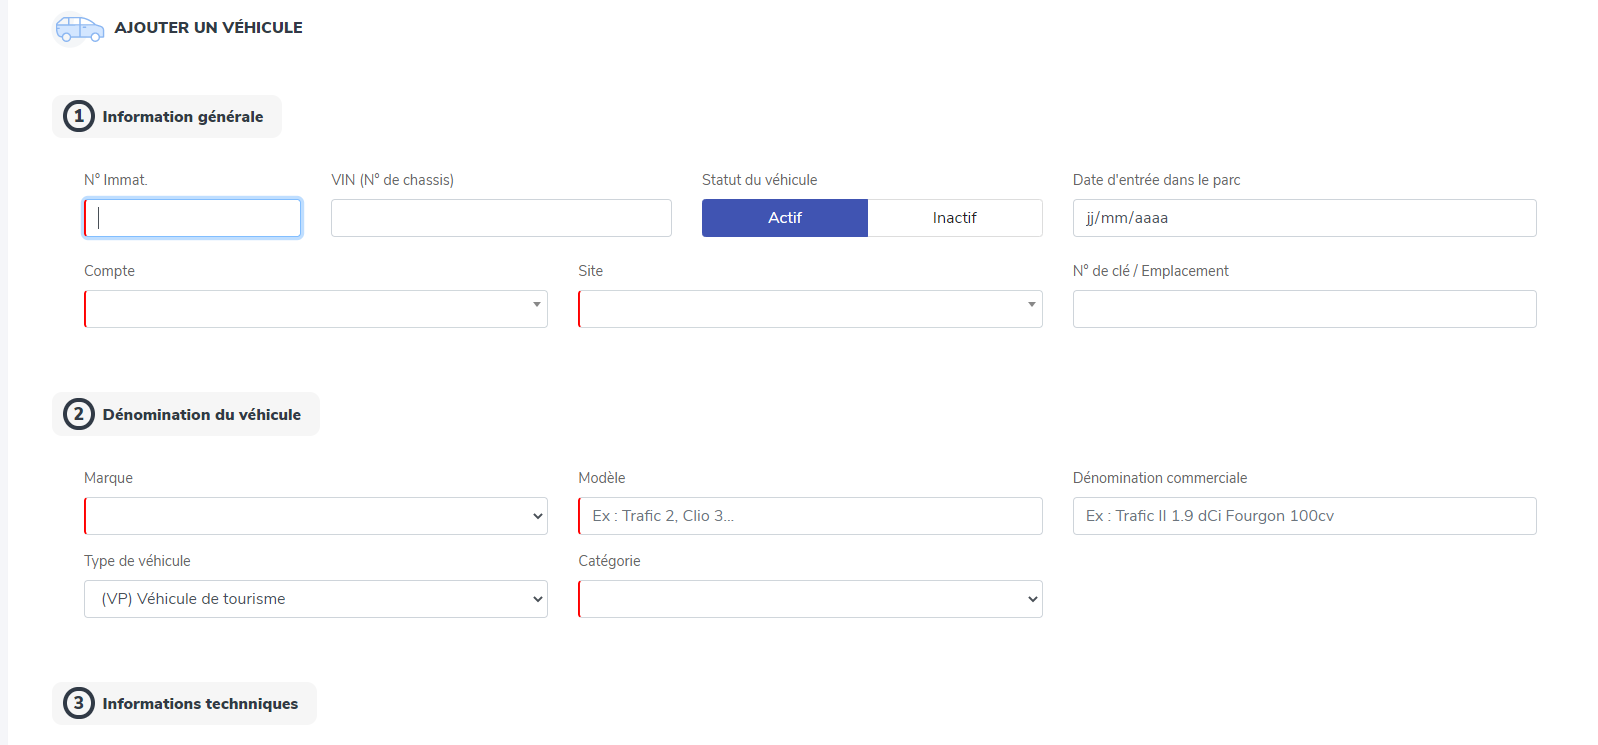 AJOUTER UN VÉHICULE
1 Information générale
N° Immat. VIN (N° de chassis) Statut du véhicule Date d'entrée dans le parc
Actif Inactif jj/mm/aaaa
Compte Site N° de clé / Emplacement
2 Dénomination du véhicule
Marque Modèle Dénomination commerciale
Ex : Trafic 2, Clio 3... Ex : Trafic II 1.9 dCi Fourgon 100cv
Type de véhicule Catégorie
(VP) Véhicule de tourisme
3 Informations technniques